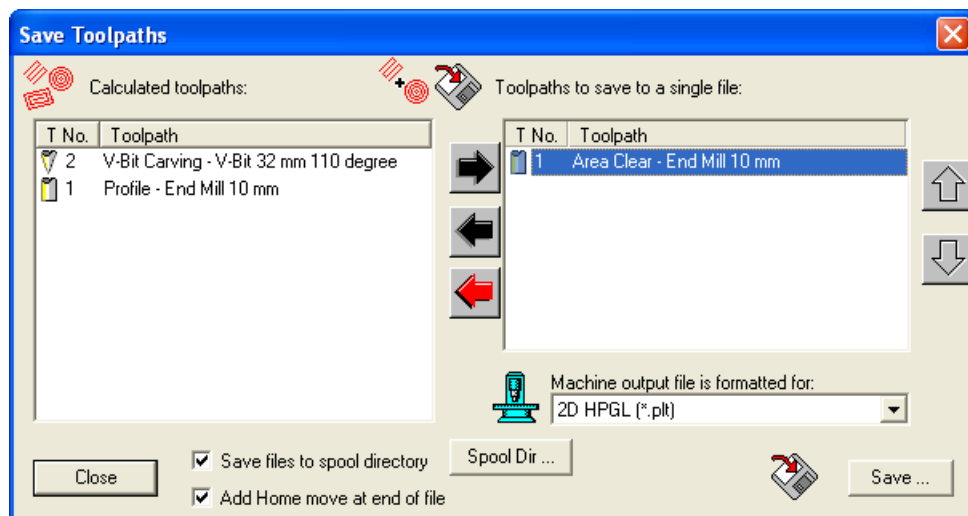 Save Toolpaths
Calculated toolpaths:
Toolpaths to save to a single file:
T No. Toolpath
2 V-Bit Carving - V-Bit 32 mm 110 degree
1 Profile - End Mill 10 mm
T No. Toolpath
1 Area Clear - End Mill 10 mm
Machine output file is formatted for:
2D HPGL (*.plt)
Close
Save files to spool directory
Spool Dir ...
Add Home move at end of file
Save ...